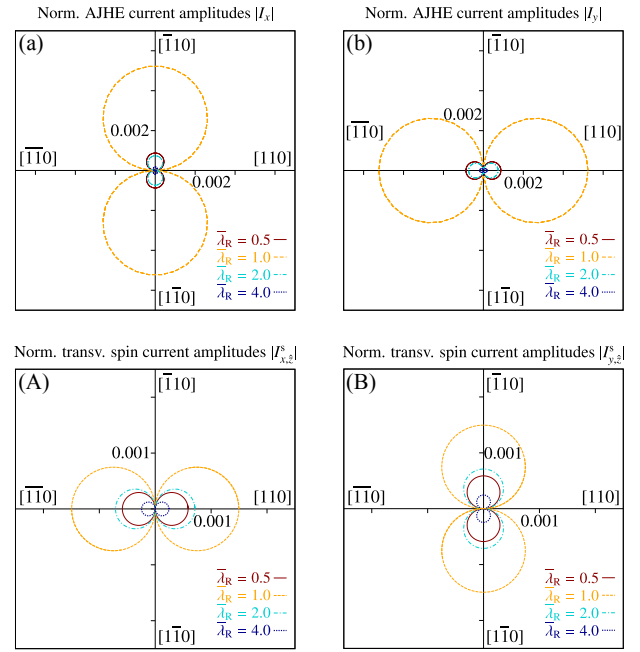 Norm. AJHE current amplitudes |Iₓ|
(a)
[1̅10]
0.002
[1̅1̅0]
[110]
0.002
λ̅_R = 0.5
λ̅_R = 1.0
λ̅_R = 2.0
λ̅_R = 4.0
[11̅0]
Norm. AJHE current amplitudes |I_y|
(b)
[1̅10]
0.002
[1̅1̅0]
[110]
0.002
λ̅_R = 0.5
λ̅_R = 1.0
λ̅_R = 2.0
λ̅_R = 4.0
[11̅0]
Norm. transv. spin current amplitudes |I^s_{x,ẑ}|
(A)
[1̅10]
0.001
[1̅1̅0]
[110]
0.001
λ̅_R = 0.5
λ̅_R = 1.0
λ̅_R = 2.0
λ̅_R = 4.0
[11̅0]
Norm. transv. spin current amplitudes |I^s_{y,ẑ}|
(B)
[1̅10]
0.001
[1̅1̅0]
[110]
0.001
λ̅_R = 0.5
λ̅_R = 1.0
λ̅_R = 2.0
λ̅_R = 4.0
[11̅0]